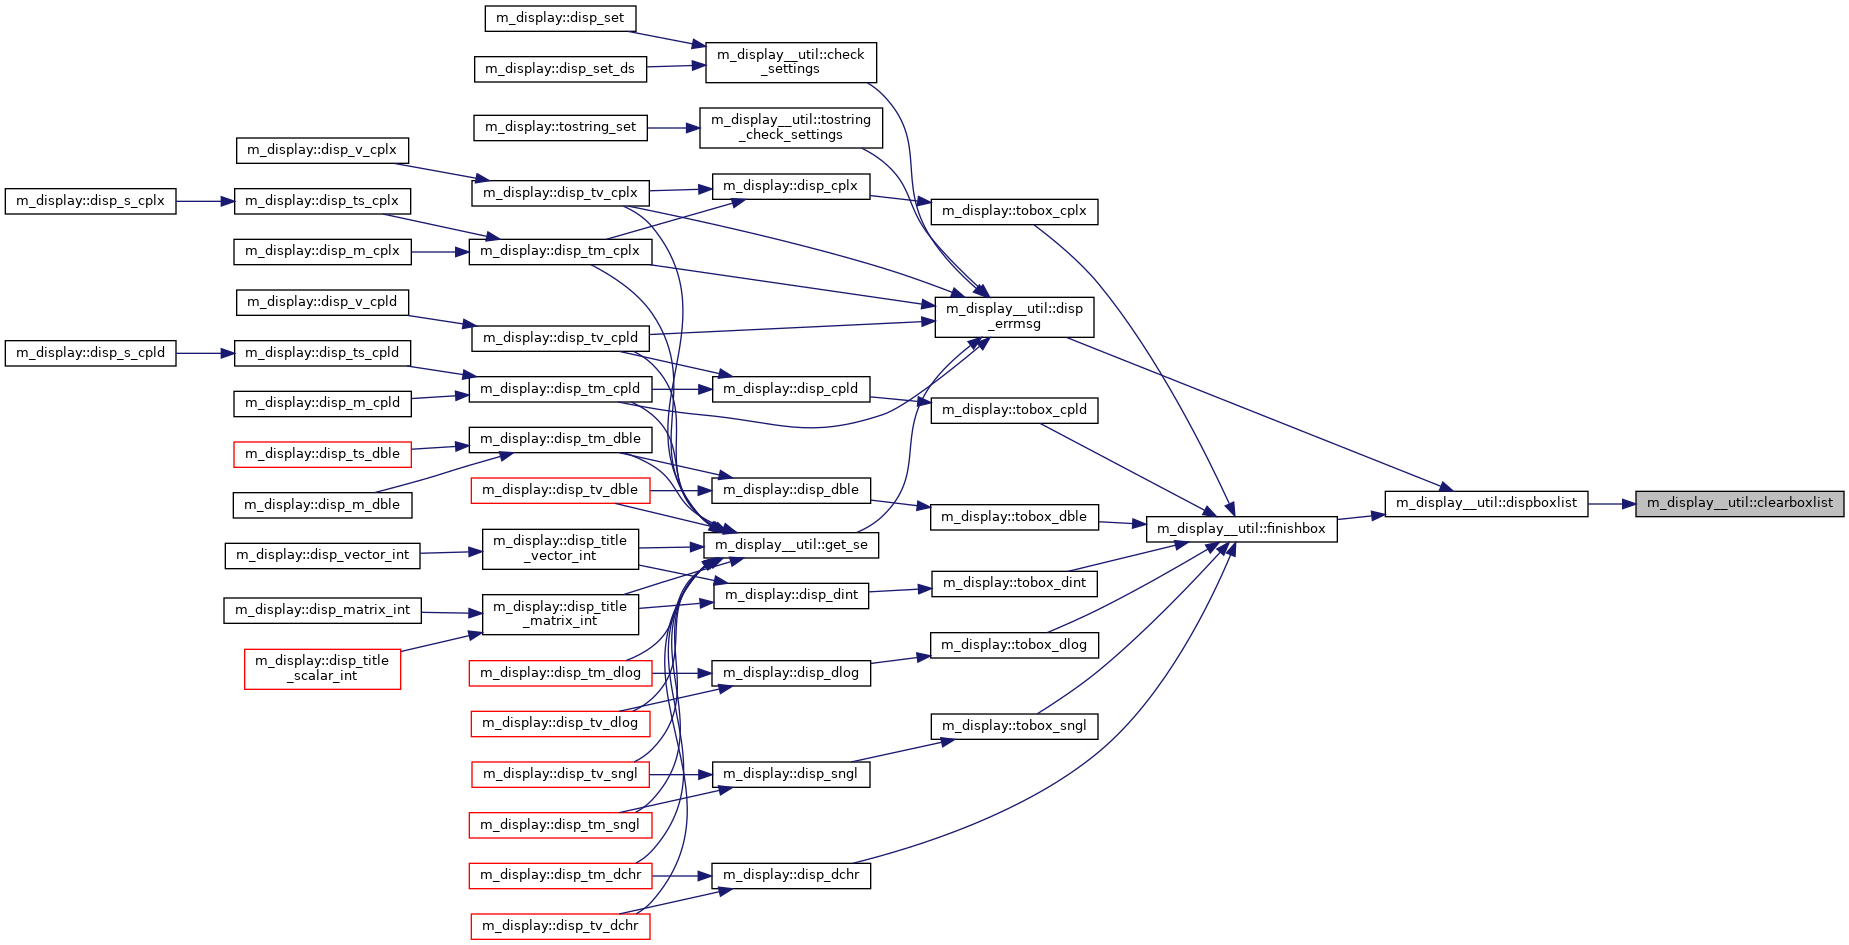 m_display::disp_set
m_display__util::check
_settings
m_display::disp_set_ds
m_display::tostring_set
m_display__util::tostring
_check_settings
m_display::disp_v_cplx
m_display::disp_s_cplx
m_display::disp_ts_cplx
m_display::disp_tv_cplx
m_display::disp_cplx
m_display::tobox_cplx
m_display::disp_m_cplx
m_display::disp_tm_cplx
m_display::disp_v_cpld
m_display__util::disp
_errmsg
m_display::disp_tv_cpld
m_display::disp_s_cpld
m_display::disp_ts_cpld
m_display::disp_tm_cpld
m_display::disp_cpld
m_display::disp_m_cpld
m_display::tobox_cpld
m_display::disp_tm_dble
m_display::disp_ts_dble
m_display::disp_tv_dble
m_display::disp_dble
m_display::disp_m_dble
m_display::tobox_dble
m_display__util::dispboxlist
m_display__util::clearboxlist
m_display__util::finishbox
m_display__util::get_se
m_display::disp_vector_int
m_display::disp_title
_vector_int
m_display::disp_dint
m_display::tobox_dint
m_display::disp_matrix_int
m_display::disp_title
_matrix_int
m_display::disp_title
_scalar_int
m_display::tobox_dlog
m_display::disp_tm_dlog
m_display::disp_dlog
m_display::disp_tv_dlog
m_display::tobox_sngl
m_display::disp_tv_sngl
m_display::disp_sngl
m_display::disp_tm_sngl
m_display::disp_tm_dchr
m_display::disp_dchr
m_display::disp_tv_dchr